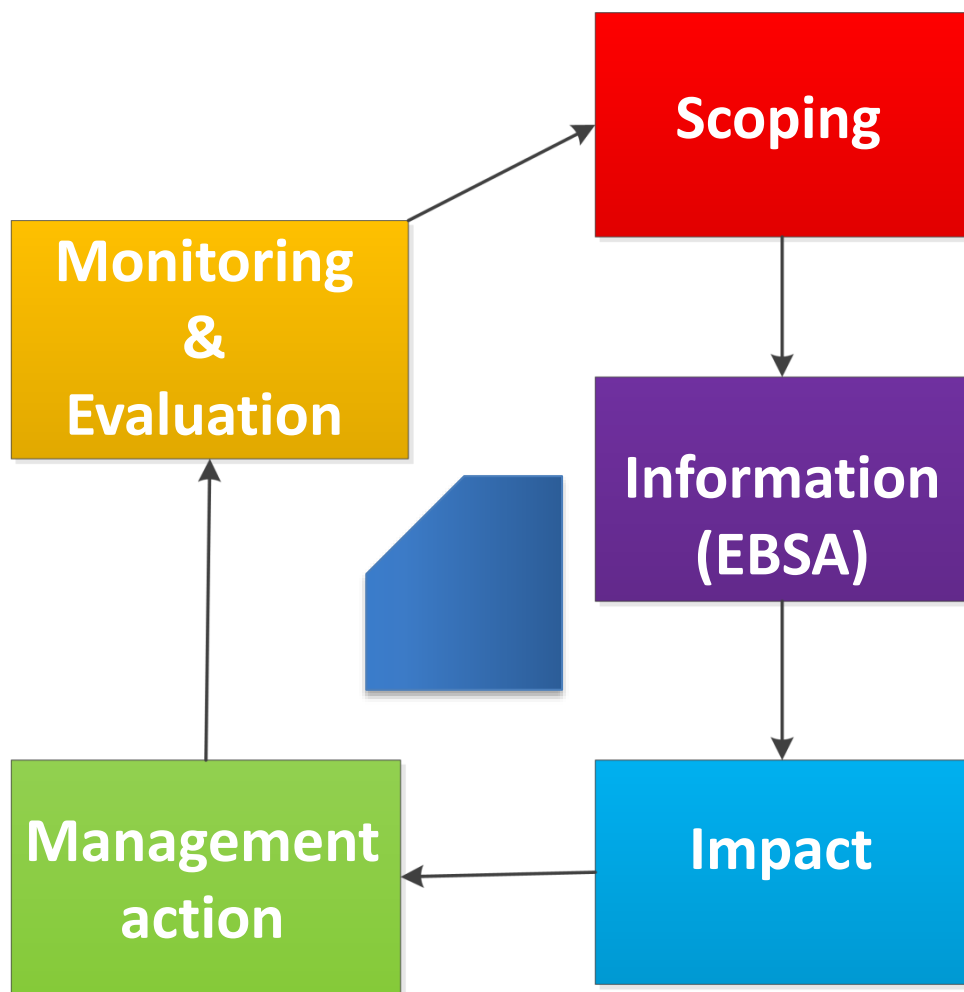 Scoping
Monitoring
&
Evaluation
Information
(EBSA)
Management
action
Impact